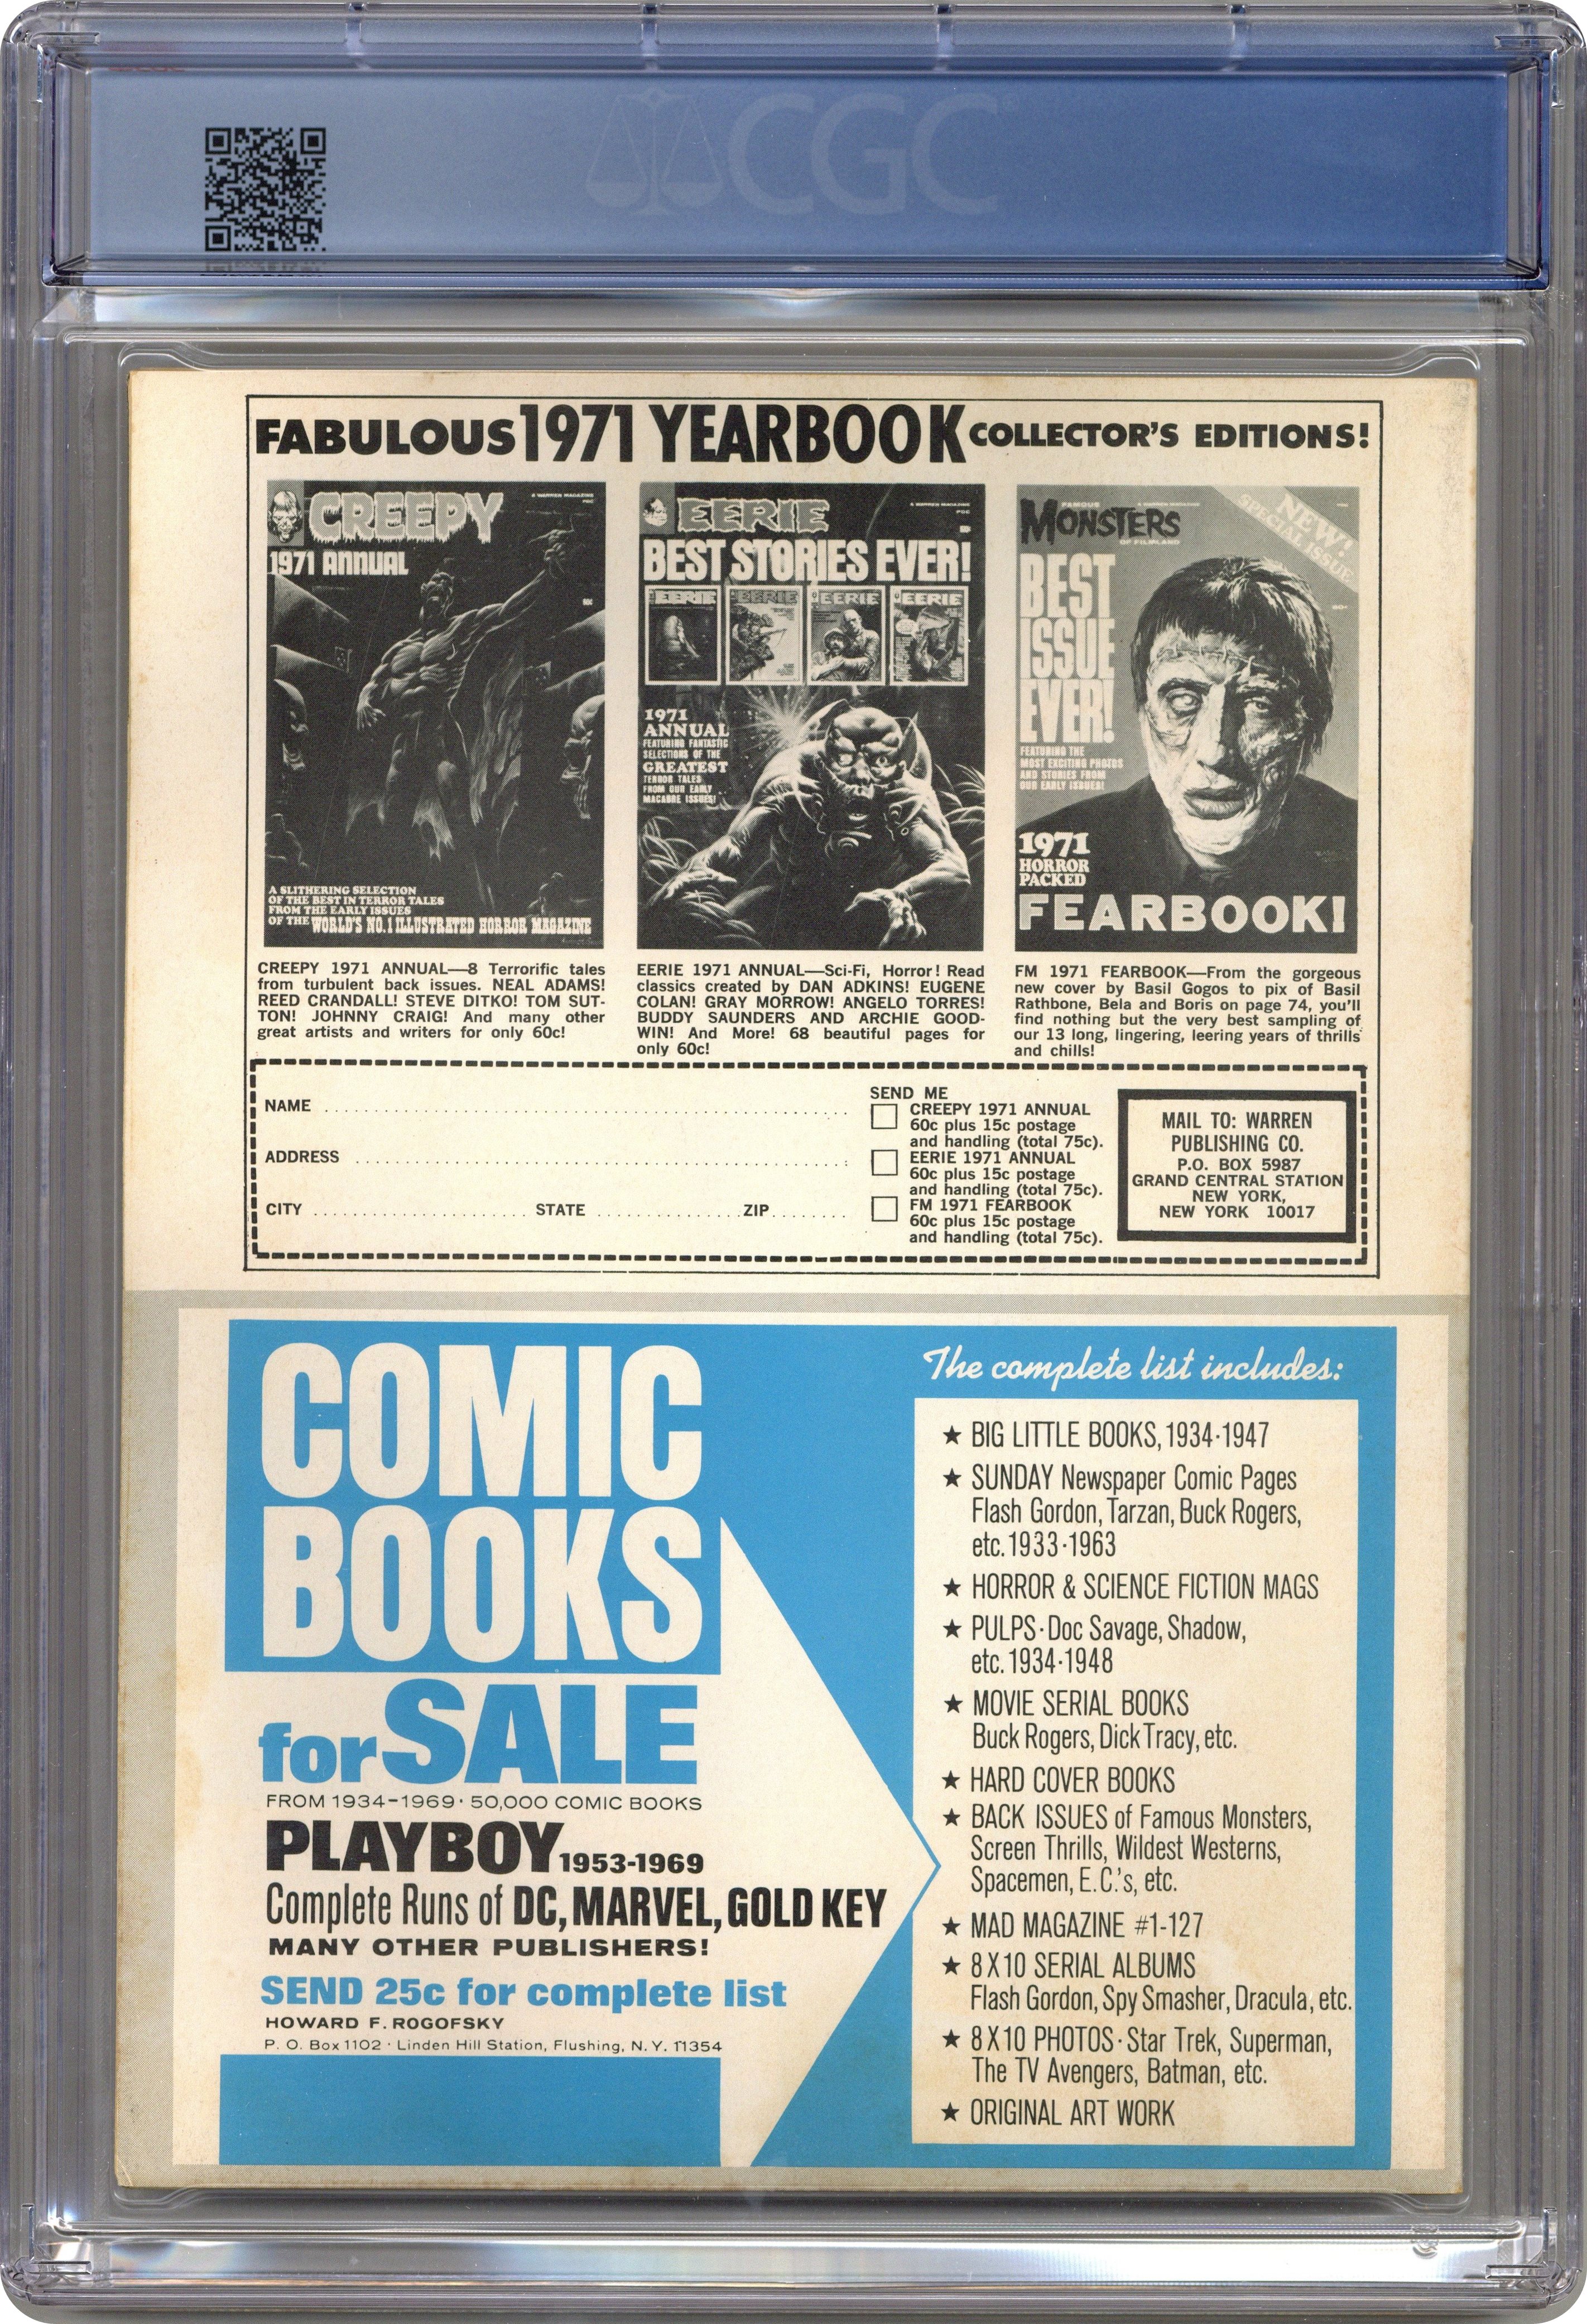 CGC
FABULOUS 1971 YEARBOOK COLLECTOR'S EDITIONS!
CREEPY
A WARREN MAGAZINE
1971 ANNUAL
A SLITHERING SELECTION
OF THE BEST IN TERROR TALES
FROM THE EARLY ISSUES
OF THE WORLD'S NO. 1 ILLUSTRATED HORROR MAGAZINE
EERIE
A WARREN MAGAZINE
BEST STORIES EVER!
EERIE EERIE EERIE EERIE
1971
ANNUAL
FEATURING FANTASTIC
SELECTIONS OF THE
GREATEST
TERROR TALES
FROM OUR EARLY
MACABRE ISSUES!
FAMOUS
MONSTERS
OF FILMLAND
A WARREN MAGAZINE
NEW!
SPECIAL ISSUE
BEST
ISSUE
EVER!
FEATURING THE
MOST EXCITING PHOTOS
AND STORIES FROM
OUR EARLY ISSUES!
1971
HORROR
PACKED
FEARBOOK!
CREEPY 1971 ANNUAL—8 Terrorific tales
from turbulent back issues. NEAL ADAMS!
REED CRANDALL! STEVE DITKO! TOM SUT-
TON! JOHNNY CRAIG! And many other
great artists and writers for only 60c!
EERIE 1971 ANNUAL—Sci-Fi, Horror! Read
classics created by DAN ADKINS! EUGENE
COLAN! GRAY MORROW! ANGELO TORRES!
BUDDY SAUNDERS AND ARCHIE GOOD-
WIN! And More! 68 beautiful pages for
only 60c!
FM 1971 FEARBOOK—From the gorgeous
new cover by Basil Gogos to pix of Basil
Rathbone, Bela and Boris on page 74, you'll
find nothing but the very best sampling of
our 13 long, lingering, leering years of thrills
and chills!
NAME
ADDRESS
CITY STATE ZIP
SEND ME
CREEPY 1971 ANNUAL
60c plus 15c postage
and handling (total 75c).
EERIE 1971 ANNUAL
60c plus 15c postage
and handling (total 75c).
FM 1971 FEARBOOK
60c plus 15c postage
and handling (total 75c).
MAIL TO: WARREN
PUBLISHING CO.
P.O. BOX 5987
GRAND CENTRAL STATION
NEW YORK,
NEW YORK 10017
COMIC
BOOKS
for SALE
FROM 1934-1969 · 50,000 COMIC BOOKS
PLAYBOY 1953-1969
Complete Runs of DC, MARVEL, GOLD KEY
MANY OTHER PUBLISHERS!
SEND 25c for complete list
HOWARD F. ROGOFSKY
P. O. Box 1102 · Linden Hill Station, Flushing, N. Y. 11354
The complete list includes:
★ BIG LITTLE BOOKS, 1934·1947
★ SUNDAY Newspaper Comic Pages
Flash Gordon, Tarzan, Buck Rogers,
etc. 1933·1963
★ HORROR & SCIENCE FICTION MAGS
★ PULPS · Doc Savage, Shadow,
etc. 1934·1948
★ MOVIE SERIAL BOOKS
Buck Rogers, Dick Tracy, etc.
★ HARD COVER BOOKS
★ BACK ISSUES of Famous Monsters,
Screen Thrills, Wildest Westerns,
Spacemen, E.C.'s, etc.
★ MAD MAGAZINE #1-127
★ 8X10 SERIAL ALBUMS
Flash Gordon, Spy Smasher, Dracula, etc.
★ 8X10 PHOTOS · Star Trek, Superman,
The TV Avengers, Batman, etc.
★ ORIGINAL ART WORK